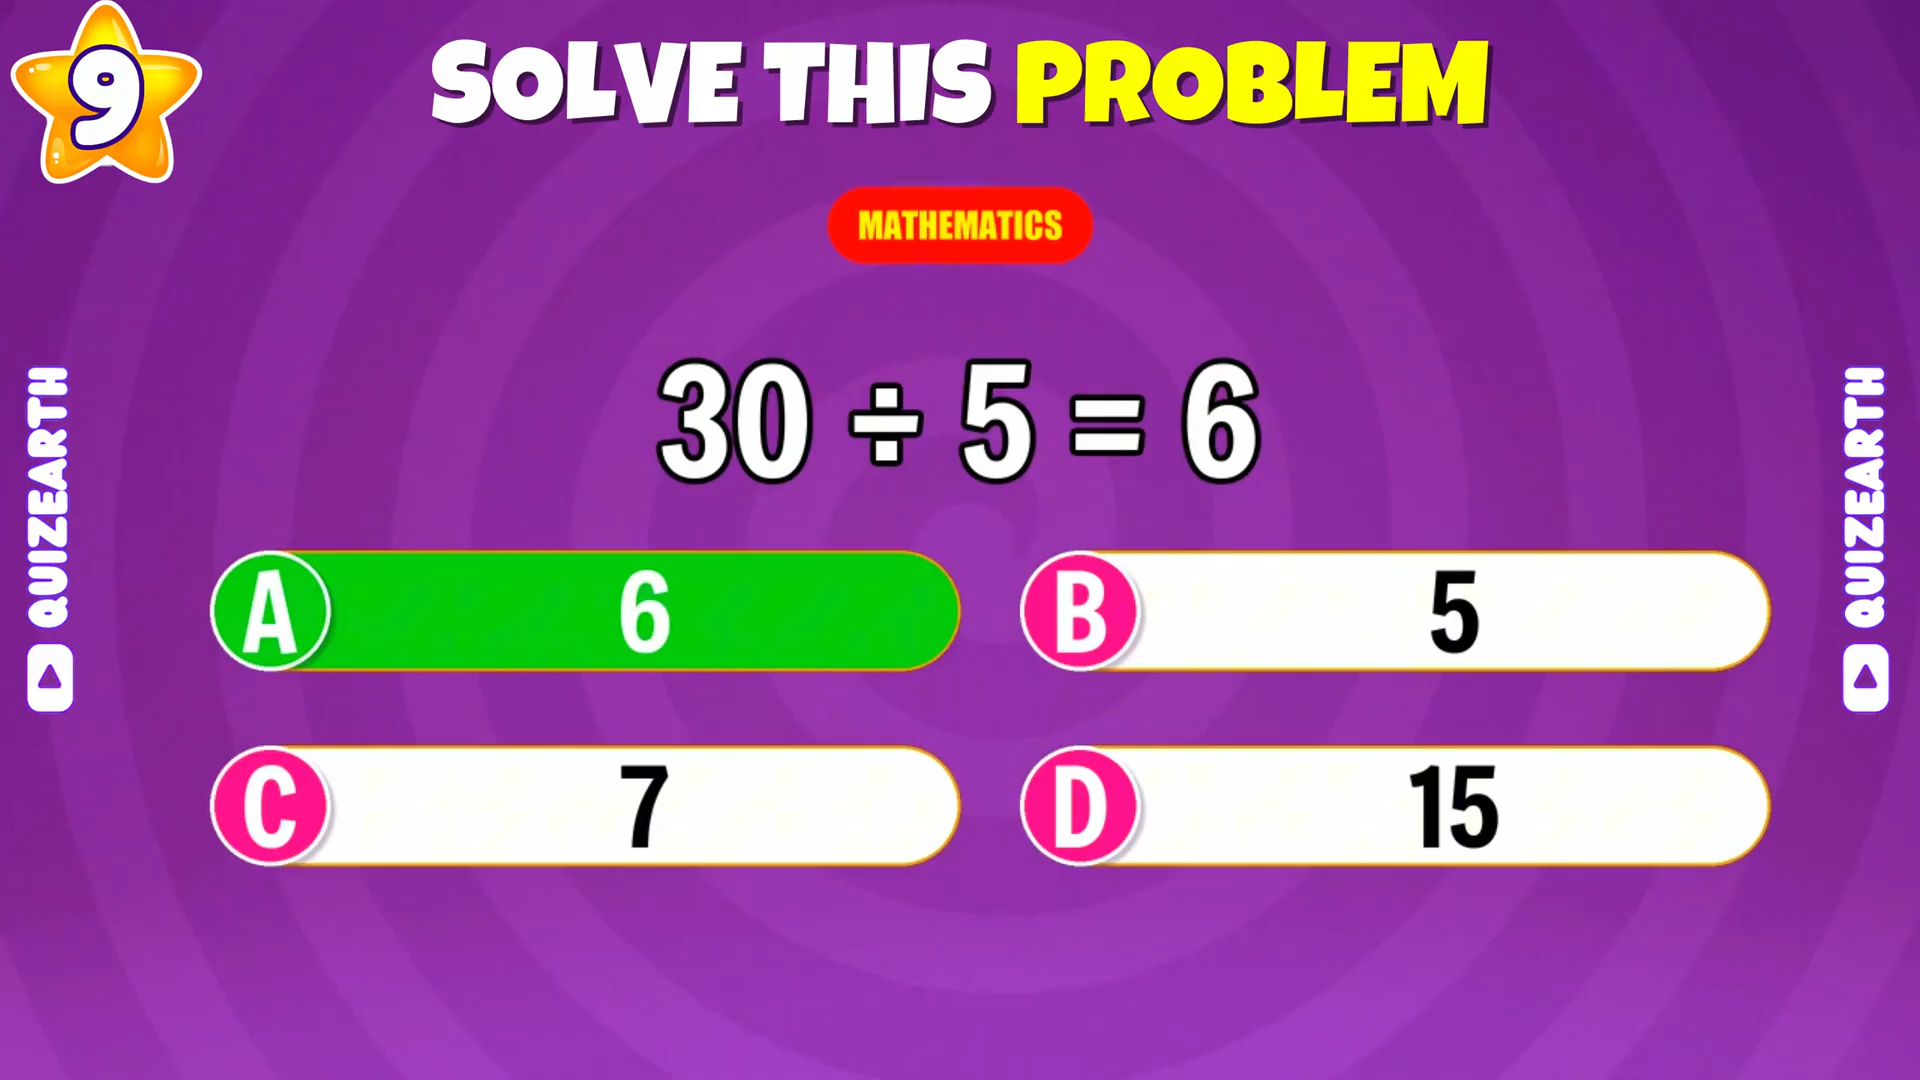 9
SOLVE THIS PROBLEM
MATHEMATICS
30 ÷ 5 = 6
A 6
B 5
C 7
D 15
QUIZEARTH
QUIZEARTH